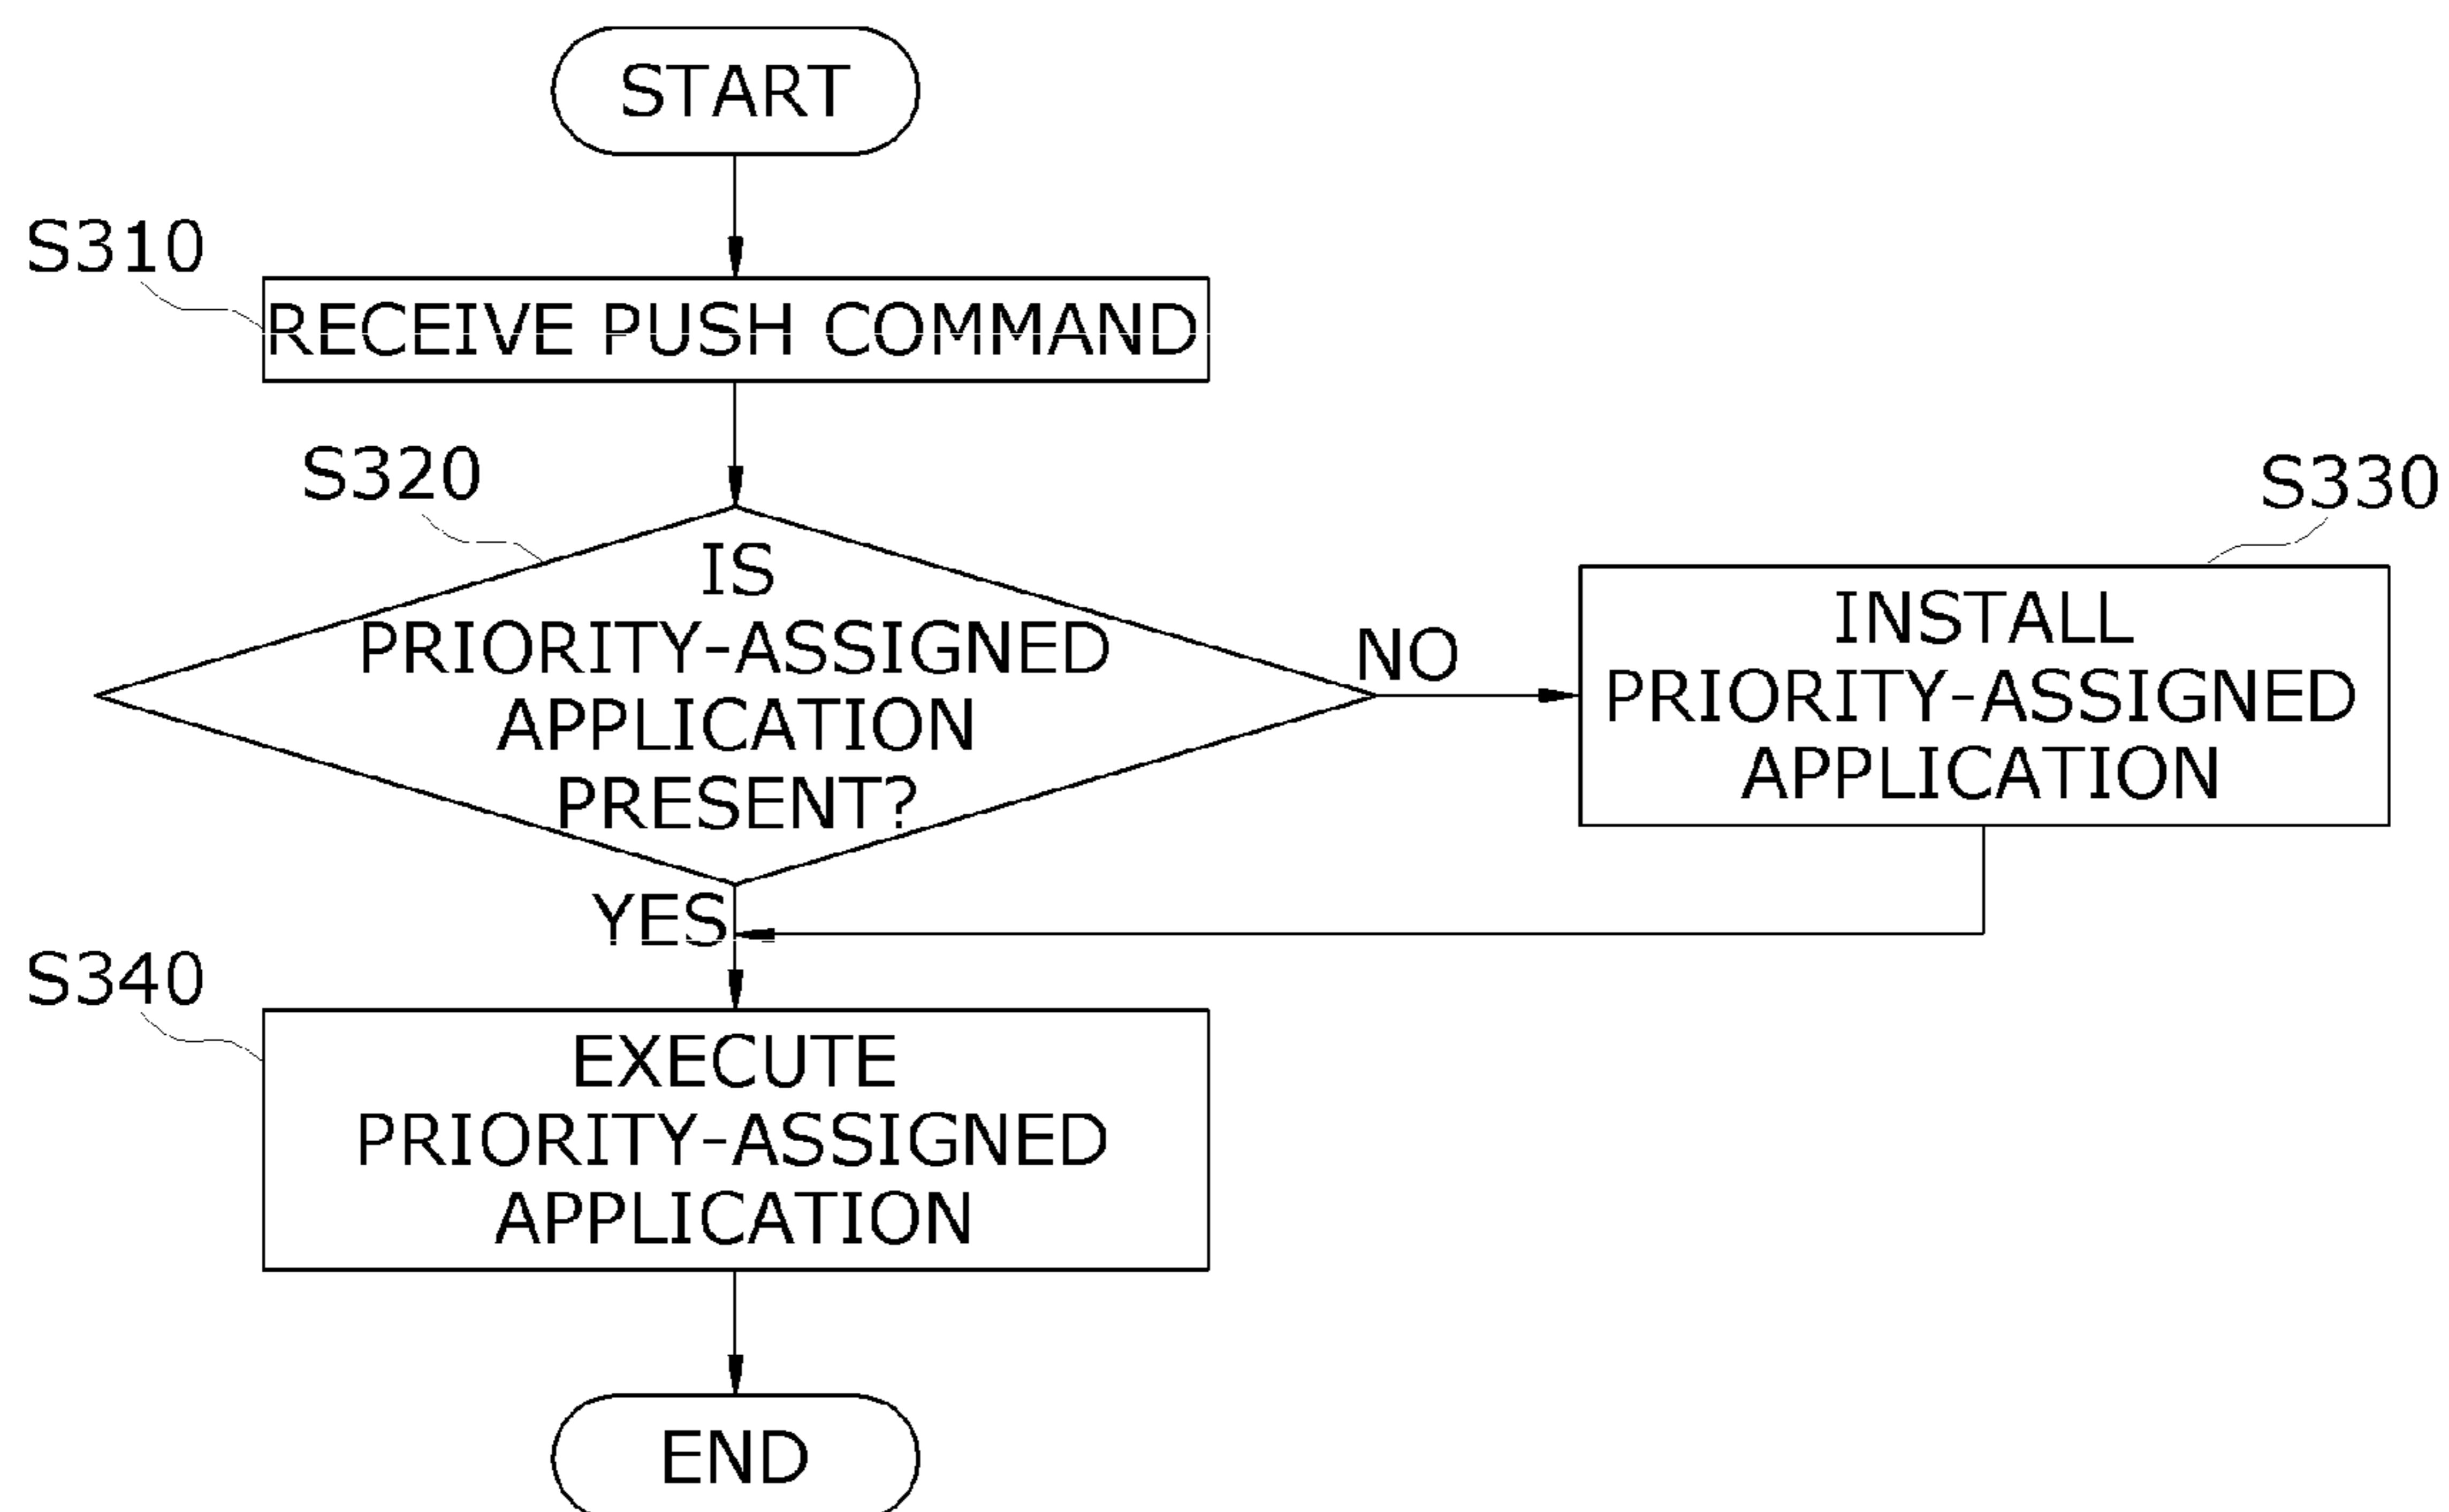 START
S310
RECEIVE PUSH COMMAND
S320
IS
PRIORITY-ASSIGNED
APPLICATION
PRESENT?
NO
S330
INSTALL
PRIORITY-ASSIGNED
APPLICATION
YES
S340
EXECUTE
PRIORITY-ASSIGNED
APPLICATION
END